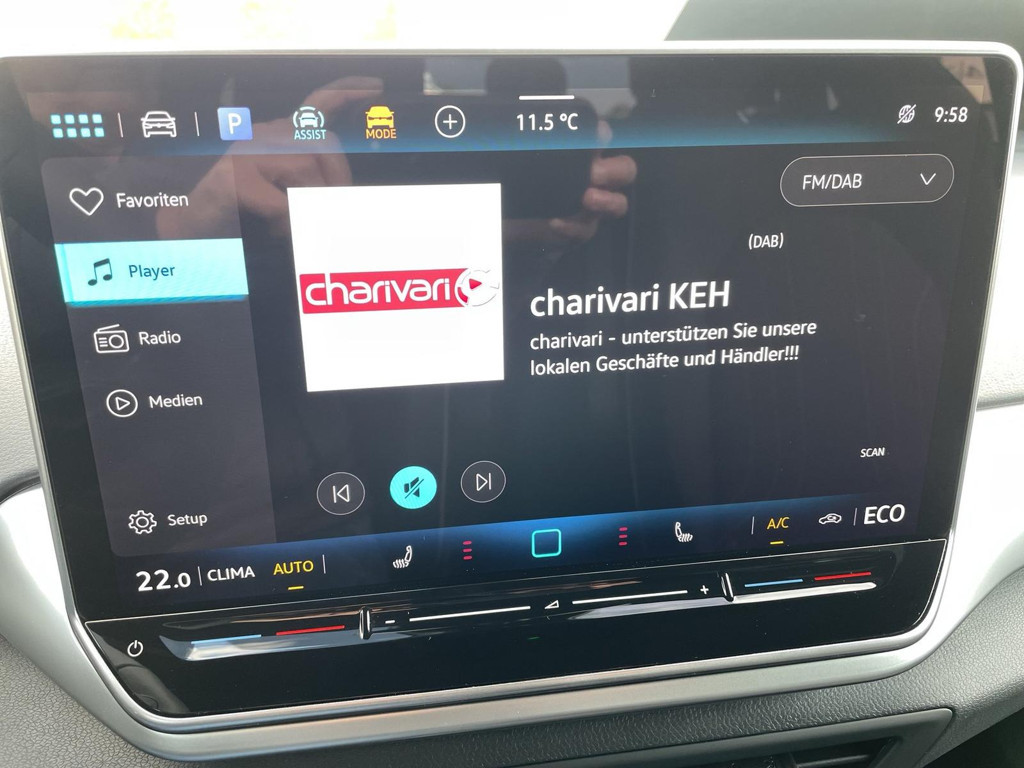 P
ASSIST
MODE
11.5 °C
9:58
Favoriten
FM/DAB
(DAB)
Player
charivari
charivari KEH
charivari - unterstützen Sie unsere
lokalen Geschäfte und Händler!!!
Radio
Medien
SCAN
Setup
22.0 CLIMA AUTO A/C ECO
- +